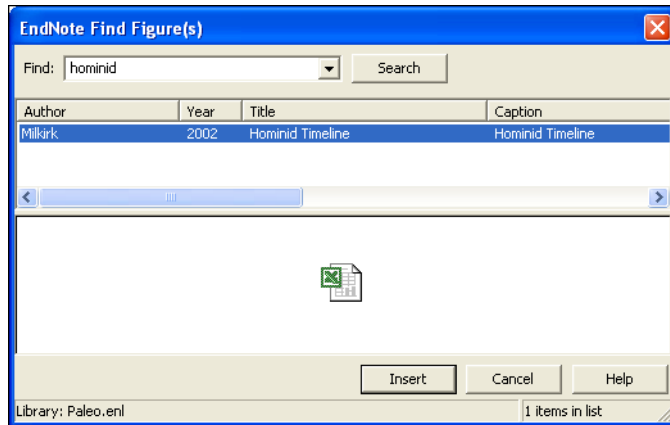 EndNote Find Figure(s)
Find: hominid Search
Author Year Title Caption
Milkirk 2002 Hominid Timeline Hominid Timeline
Insert Cancel Help
Library: Paleo.enl 1 items in list